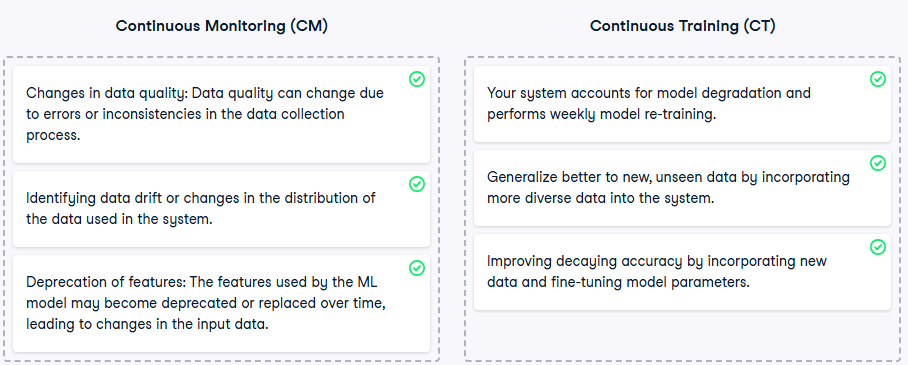 Continuous Monitoring (CM)
Changes in data quality: Data quality can change due
to errors or inconsistencies in the data collection
process.
Identifying data drift or changes in the distribution of
the data used in the system.
Deprecation of features: The features used by the ML
model may become deprecated or replaced over time,
leading to changes in the input data.
Continuous Training (CT)
Your system accounts for model degradation and
performs weekly model re-training.
Generalize better to new, unseen data by incorporating
more diverse data into the system.
Improving decaying accuracy by incorporating new
data and fine-tuning model parameters.